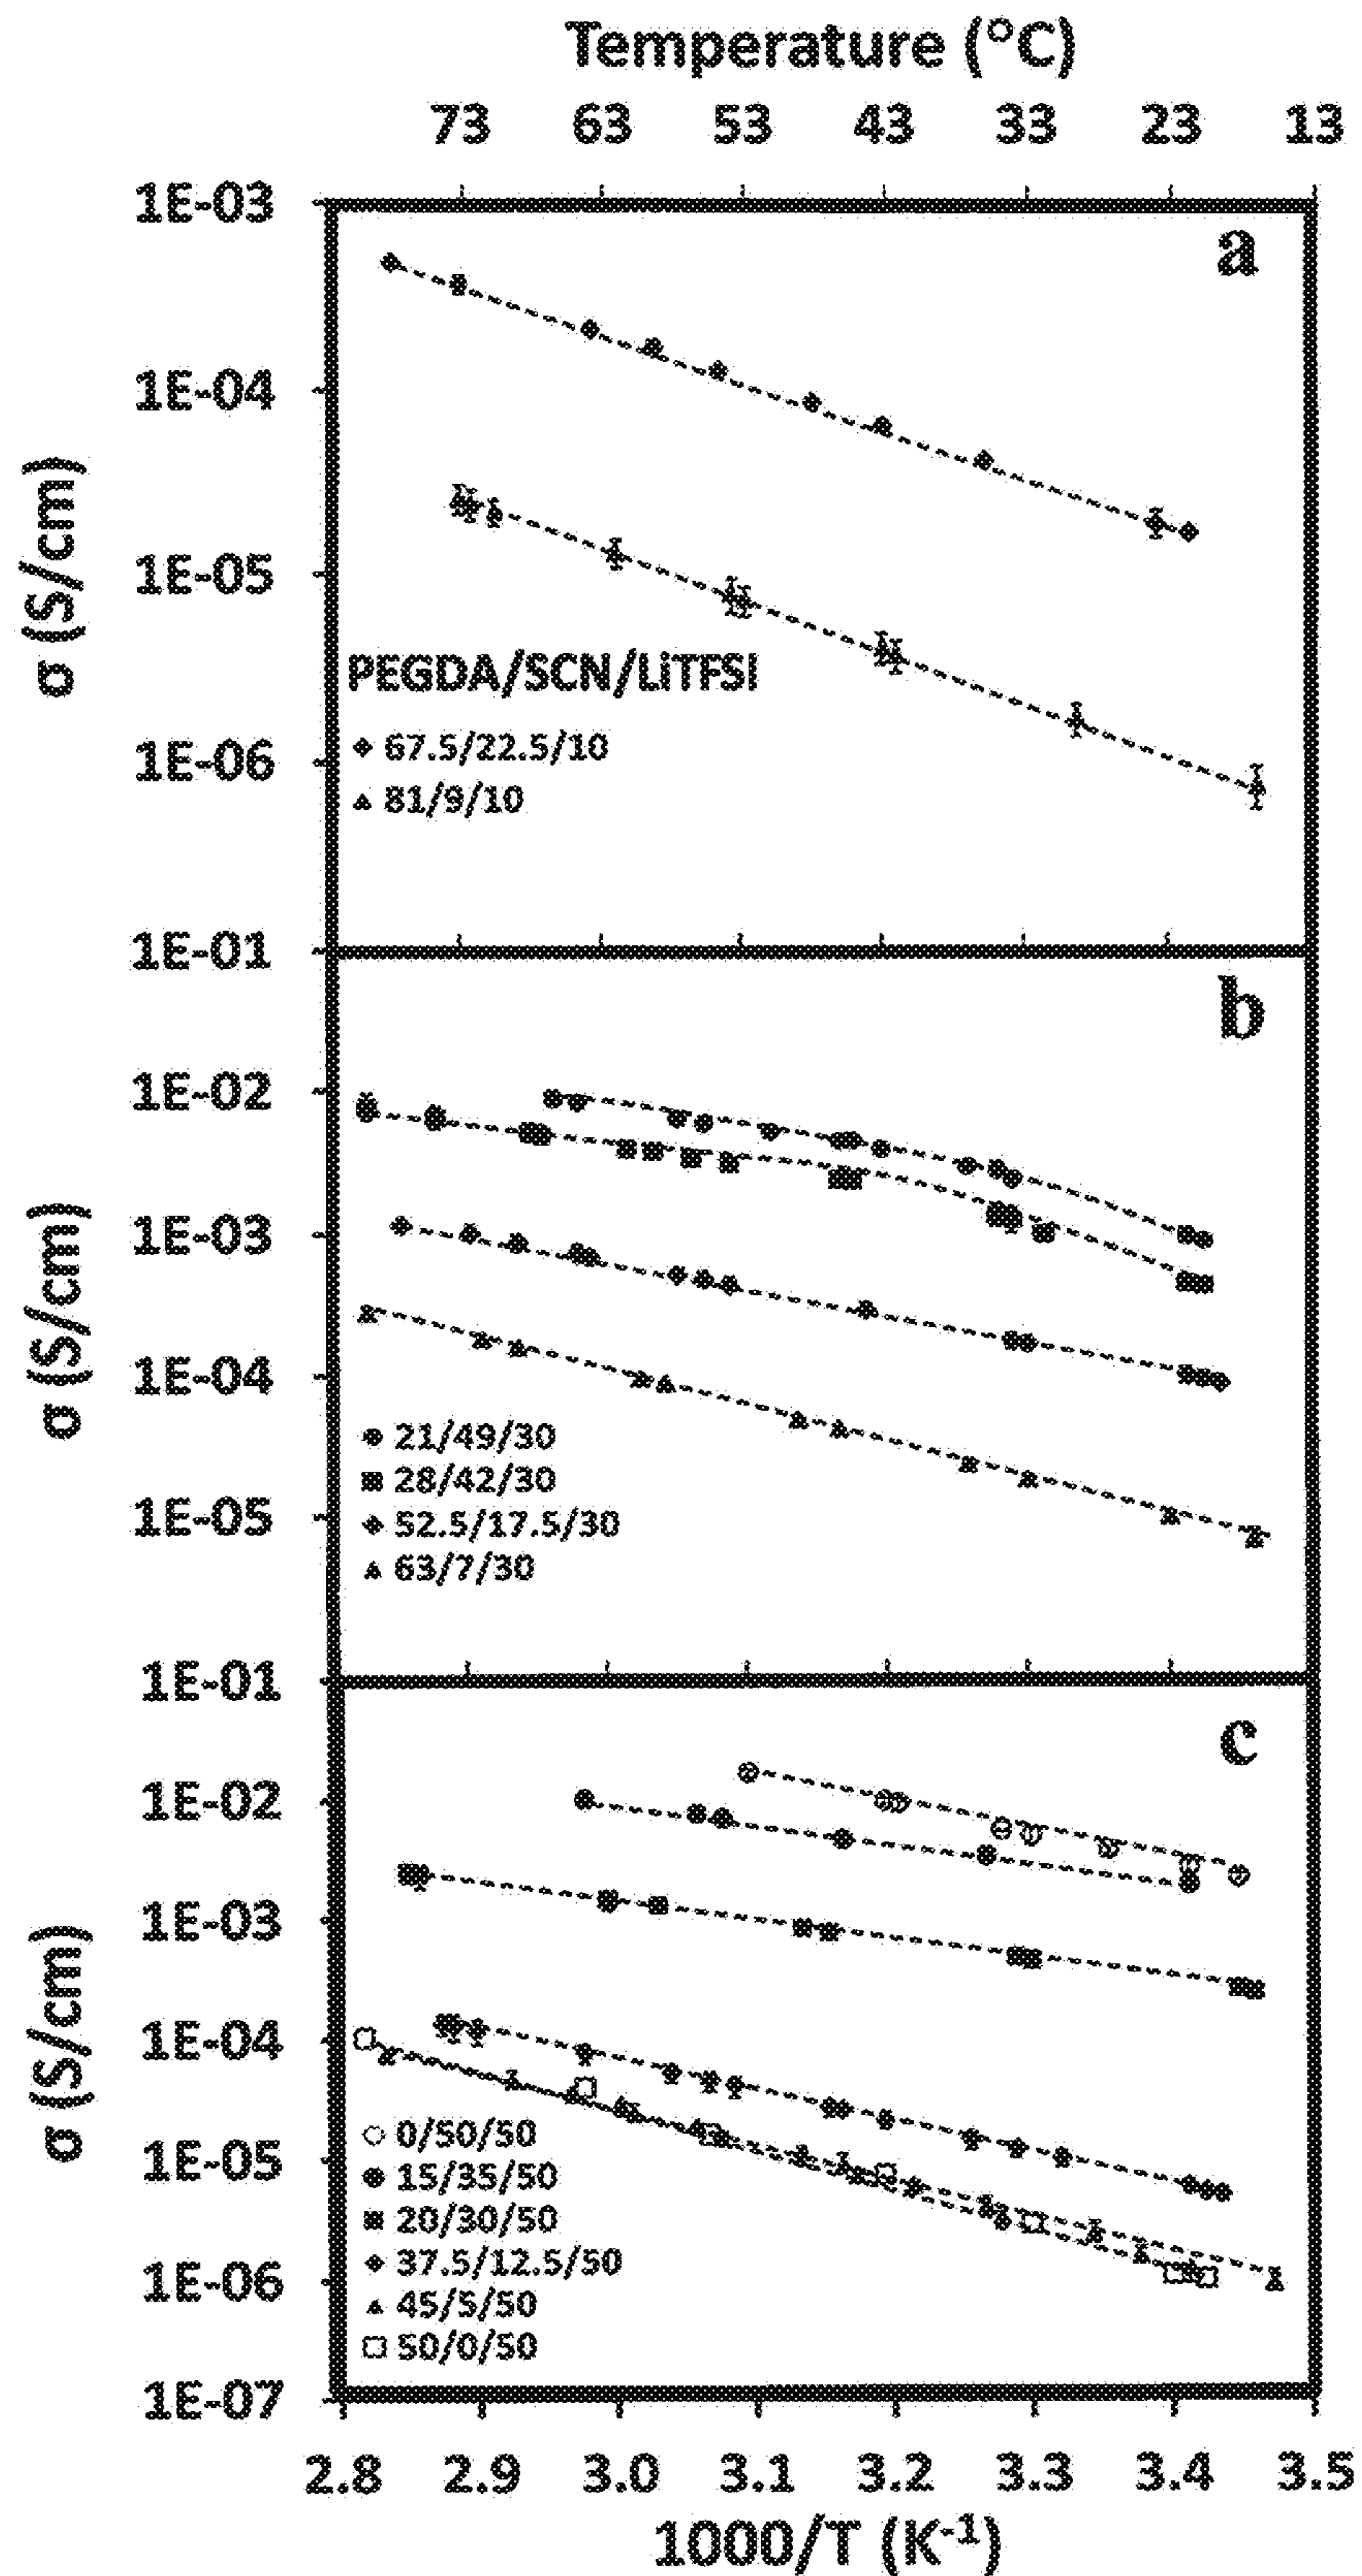 Temperature (°C)
73 63 53 43 33 23 13
1E-03
a
1E-04
1E-05
σ (S/cm)
PEGDA/SCN/LiTFSI
67.5/22.5/10
1E-06
81/9/10
1E-01
b
1E-02
1E-03
σ (S/cm)
1E-04
21/49/30
28/42/30
1E-05
52.5/17.5/30
63/7/30
1E-01
c
1E-02
1E-03
σ (S/cm)
1E-04
0/50/50
1E-05
15/35/50
20/30/50
37.5/12.5/50
1E-06
45/5/50
50/0/50
1E-07
2.8 2.9 3.0 3.1 3.2 3.3 3.4 3.5
1000/T (K⁻¹)